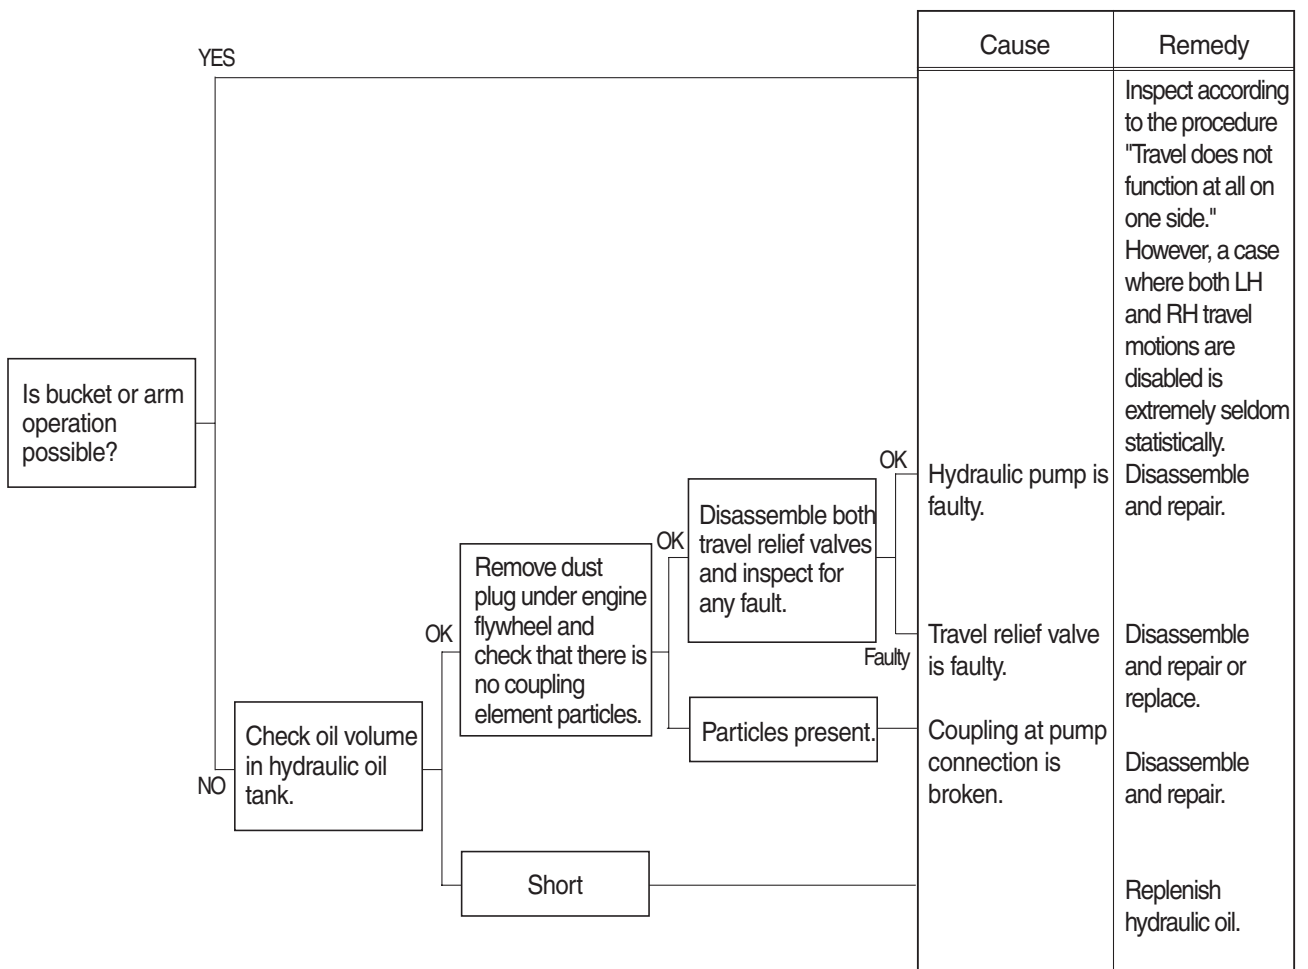 Cause
Remedy
YES
Inspect according
to the procedure
"Travel does not
function at all on
one side."
However, a case
where both LH
and RH travel
motions are
disabled is
extremely seldom
statistically.
Is bucket or arm
operation
possible?
NO
Check oil volume
in hydraulic oil
tank.
OK
Remove dust
plug under engine
flywheel and
check that there is
no coupling
element particles.
OK
Disassemble both
travel relief valves
and inspect for
any fault.
OK
Hydraulic pump is
faulty.
Disassemble
and repair.
Faulty
Travel relief valve
is faulty.
Disassemble
and repair or
replace.
Particles present.
Coupling at pump
connection is
broken.
Disassemble
and repair.
Short
Replenish
hydraulic oil.